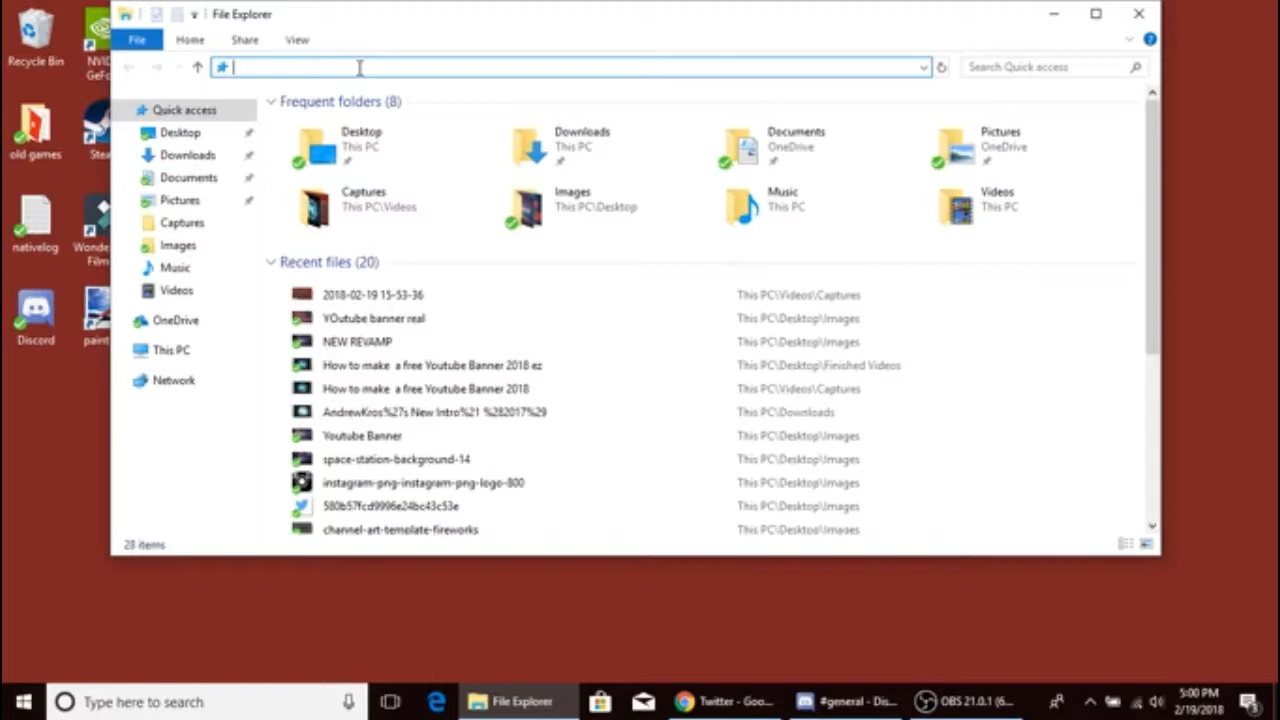 File Explorer
File Home Share View
Search Quick access
Recycle Bin
NVI
GeFo
old games
Stea
nativelog
Wonde
Film
Discord
paint
Quick access
Desktop
Downloads
Documents
Pictures
Captures
Images
Music
Videos
OneDrive
This PC
Network
Frequent folders (8)
Desktop
This PC
Downloads
This PC
Documents
OneDrive
Pictures
OneDrive
Captures
This PC\Videos
Images
This PC\Desktop
Music
This PC
Videos
This PC
Recent files (20)
2018-02-19 15-53-36 This PC\Videos\Captures
YOutube banner real This PC\Desktop\Images
NEW REVAMP This PC\Desktop\Images
How to make a free Youtube Banner 2018 ez This PC\Desktop\Finished Videos
How to make a free Youtube Banner 2018 This PC\Videos\Captures
AndrewKros%27s New Intro%21 %282017%29 This PC\Downloads
Youtube Banner This PC\Desktop\Images
space-station-background-14 This PC\Desktop\Images
instagram-png-instagram-png-logo-800 This PC\Desktop\Images
580b57fcd9996e24bc43c53e This PC\Desktop\Images
channel-art-template-fireworks This PC\Desktop\Images
28 items
Type here to search
File Explorer
Twitter - Goo...
#general - Dis...
OBS 21.0.1 (6...
5:00 PM
2/19/2018